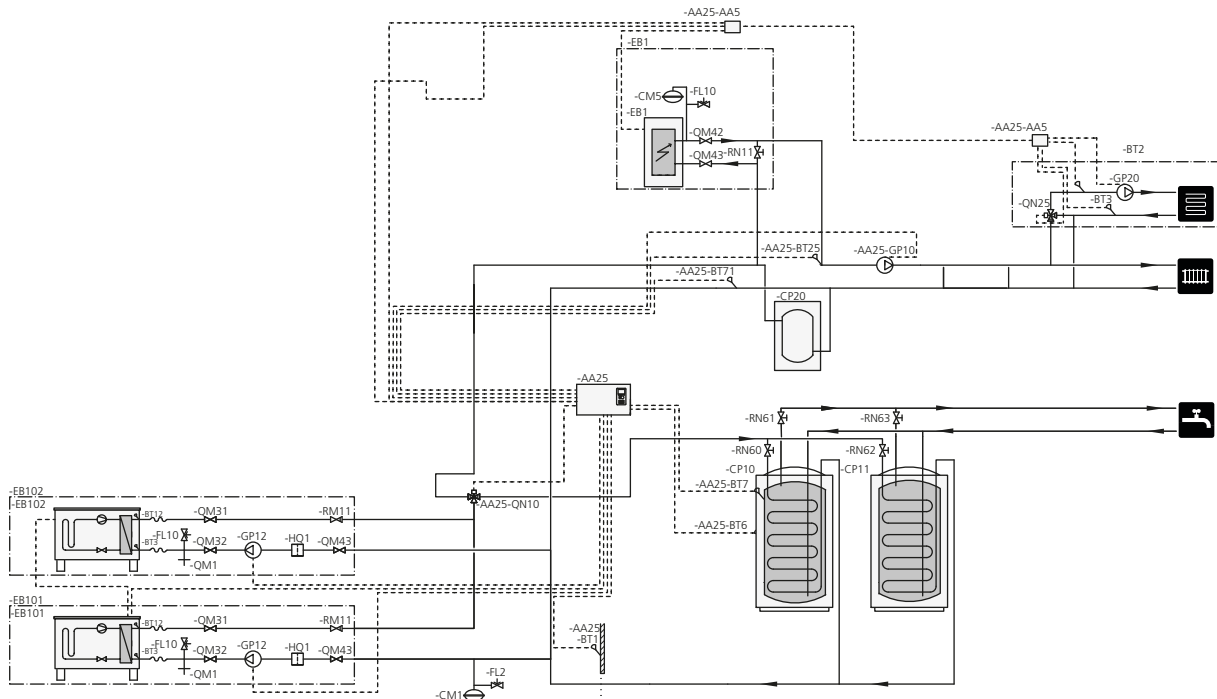 -AA25-AA5
-EB1
-CM5
-FL10
-EB1
-QM42
-QM43
-RN11
-AA25-AA5
-BT2
-GP20
-BT3
-QN25
-AA25-BT25
-AA25-GP10
-AA25-BT71
-CP20
-AA25
-RN61
-RN63
-RN60
-RN62
-CP10
-CP11
-AA25-BT7
-AA25-BT6
-AA25-QN10
-EB102
-EB102
-BT12
-QM31
-RM11
-FL10
-BT3
-QM32
-GP12
-HQ1
-QM43
-QM1
-EB101
-EB101
-BT12
-QM31
-RM11
-FL10
-BT3
-QM32
-GP12
-HQ1
-QM43
-QM1
-AA25
-BT1
-FL2
-CM1